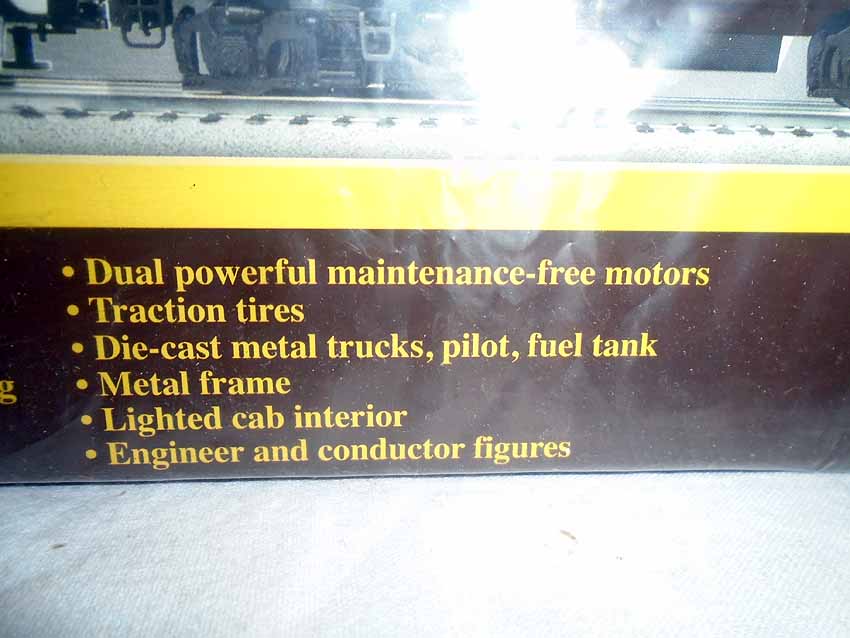 • Dual powerful maintenance-free motors
• Traction tires
• Die-cast metal trucks, pilot, fuel tank
g • Metal frame
• Lighted cab interior
• Engineer and conductor figures